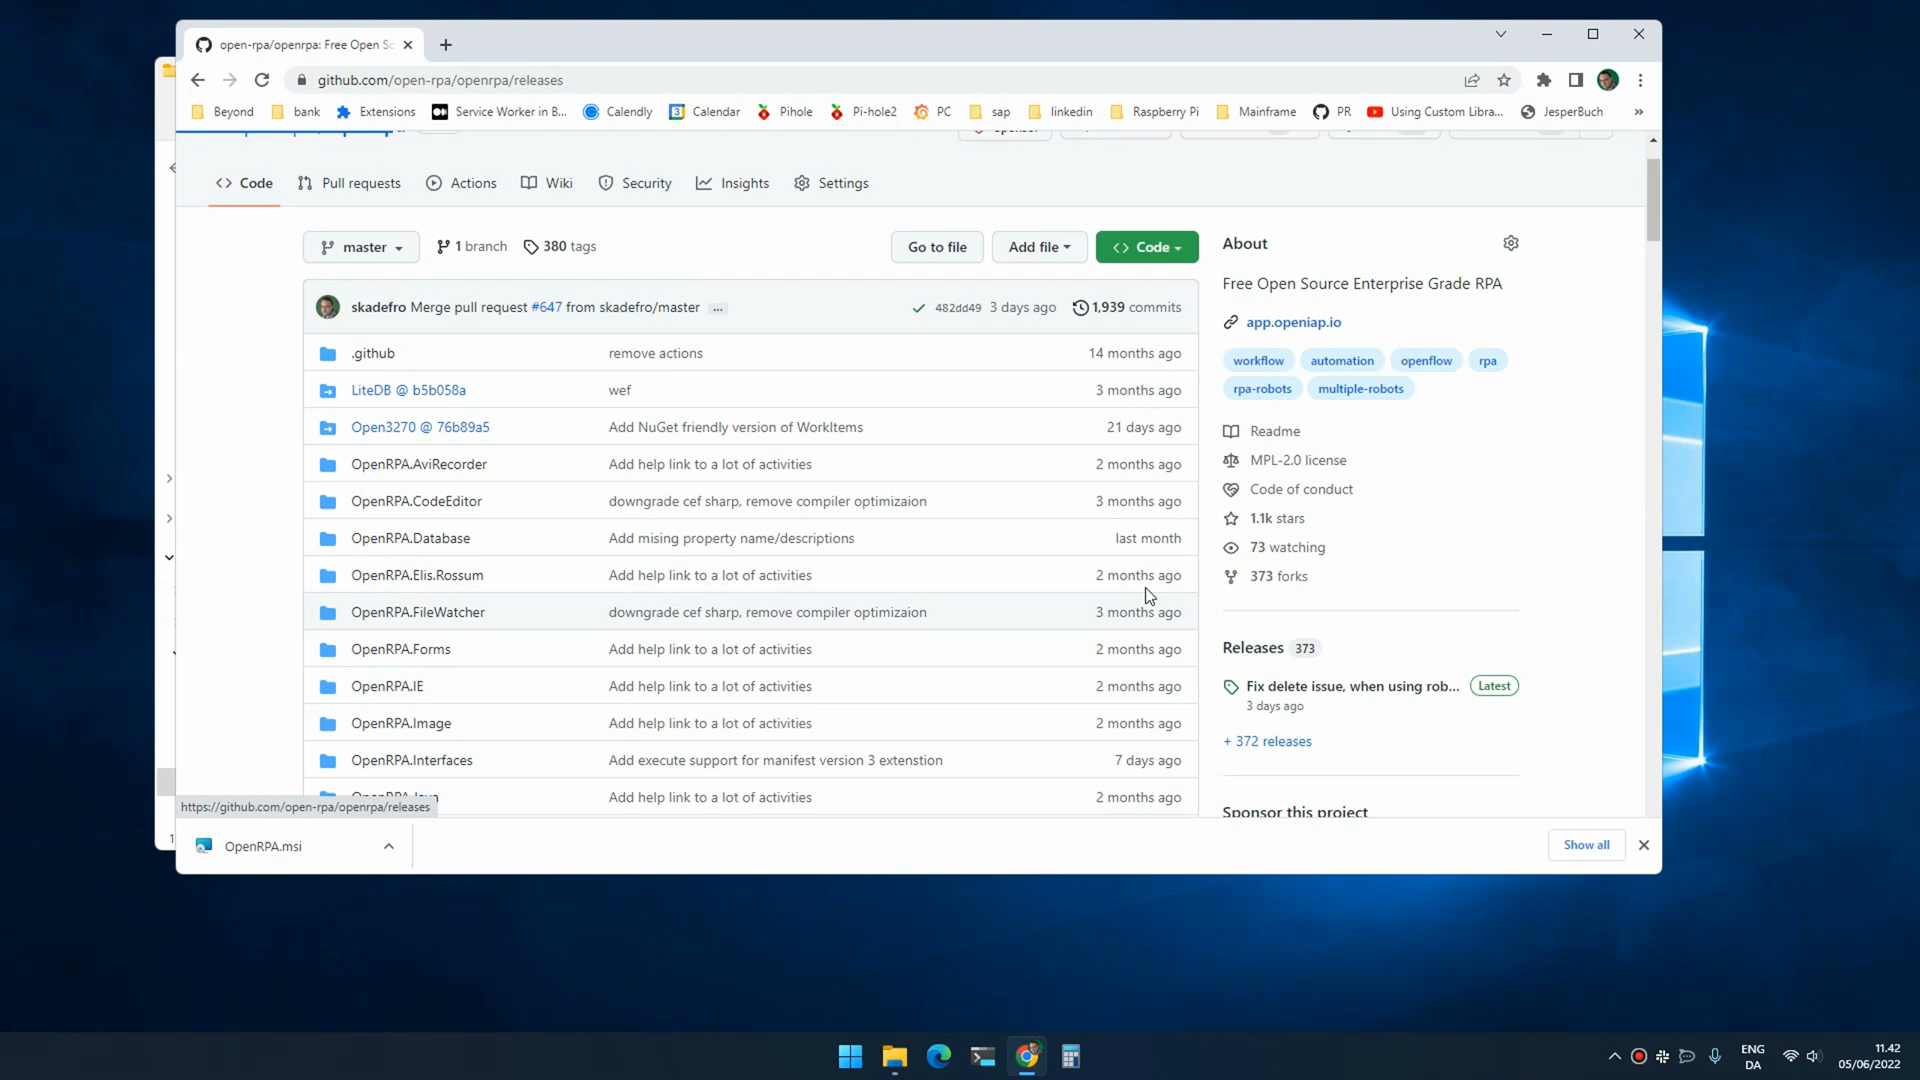 open-rpa/openrpa: Free Open So
github.com/open-rpa/openrpa/releases
Beyond bank Extensions Service Worker in B... Calendly Calendar Pihole Pi-hole2 PC sap linkedin Raspberry Pi Mainframe PR Using Custom Libra... JesperBuch »
Code Pull requests Actions Wiki Security Insights Settings
master 1 branch 380 tags Go to file Add file Code
skadefro Merge pull request #647 from skadefro/master ... 482dd49 3 days ago 1,939 commits
.github remove actions 14 months ago
LiteDB @ b5b058a wef 3 months ago
Open3270 @ 76b89a5 Add NuGet friendly version of WorkItems 21 days ago
OpenRPA.AviRecorder Add help link to a lot of activities 2 months ago
OpenRPA.CodeEditor downgrade cef sharp, remove compiler optimizaion 3 months ago
OpenRPA.Database Add mising property name/descriptions last month
OpenRPA.Elis.Rossum Add help link to a lot of activities 2 months ago
OpenRPA.FileWatcher downgrade cef sharp, remove compiler optimizaion 3 months ago
OpenRPA.Forms Add help link to a lot of activities 2 months ago
OpenRPA.IE Add help link to a lot of activities 2 months ago
OpenRPA.Image Add help link to a lot of activities 2 months ago
OpenRPA.Interfaces Add execute support for manifest version 3 extenstion 7 days ago
OpenRPA.Java Add help link to a lot of activities 2 months ago
About
Free Open Source Enterprise Grade RPA
app.openiap.io
workflow automation openflow rpa
rpa-robots multiple-robots
Readme
MPL-2.0 license
Code of conduct
1.1k stars
73 watching
373 forks
Releases 373
Fix delete issue, when using rob... Latest
3 days ago
+ 372 releases
Sponsor this project
https://github.com/open-rpa/openrpa/releases
OpenRPA.msi
Show all
ENG
DA
11.42
05/06/2022